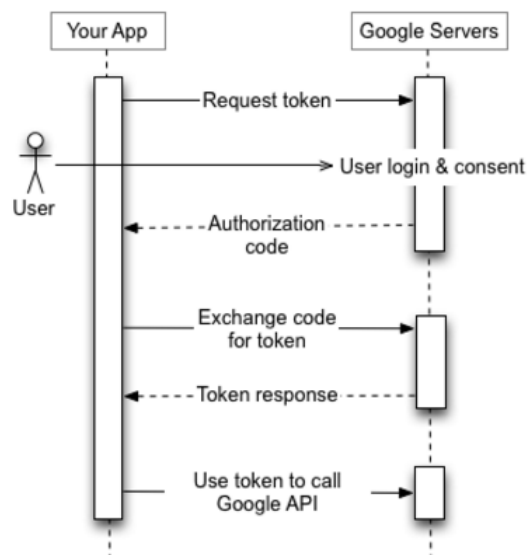 Your App
Google Servers
Request token
User login & consent
User
Authorization
code
Exchange code
for token
Token response
Use token to call
Google API